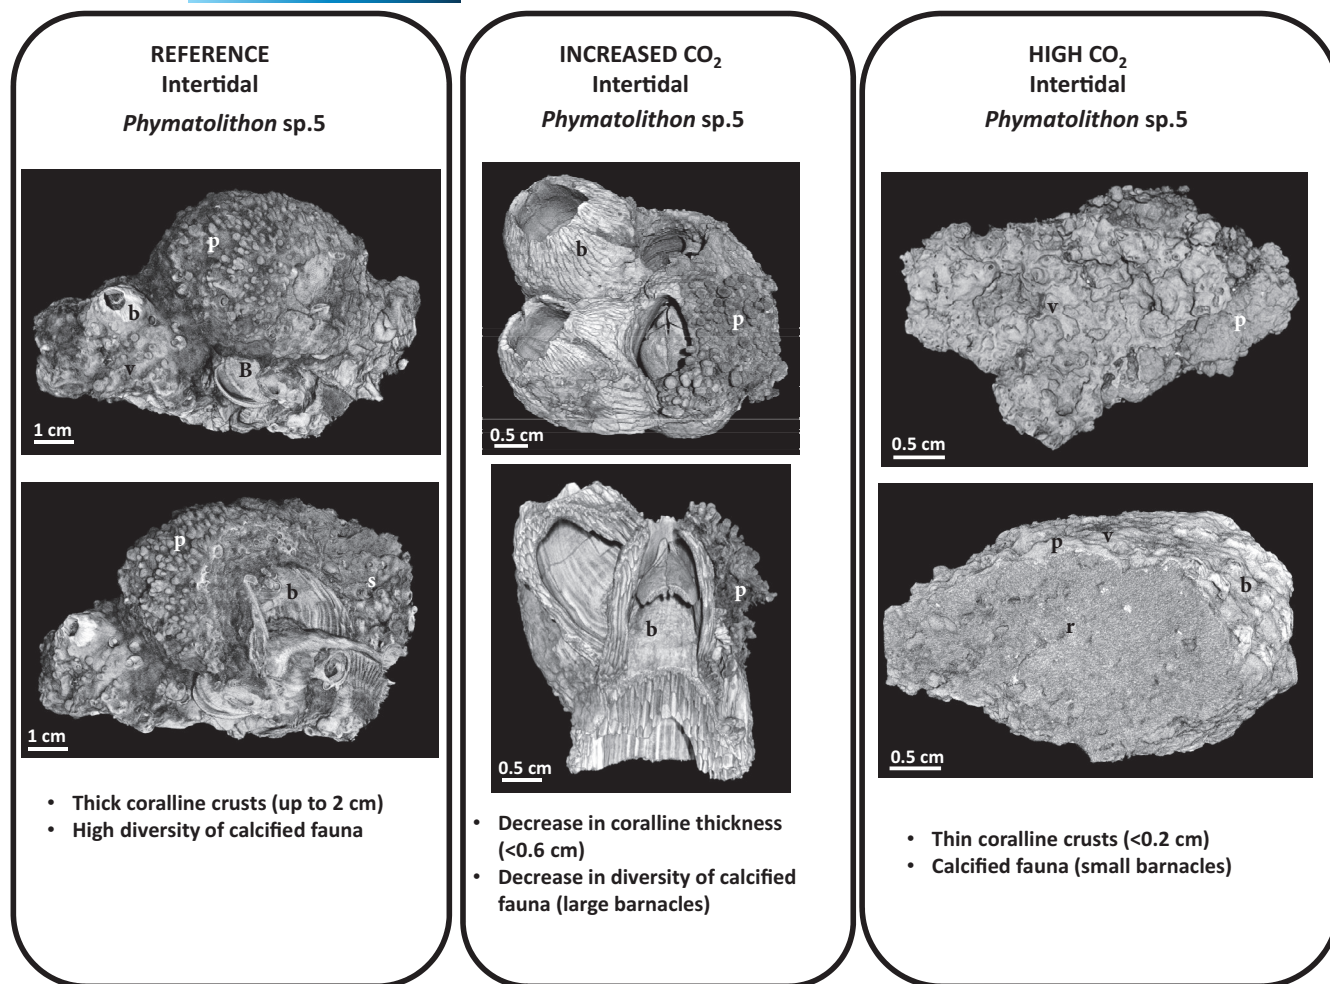 REFERENCE
Intertidal
Phymatolithon sp.5
p
b
v
B
1 cm
p
b
s
1 cm
• Thick coralline crusts (up to 2 cm)
• High diversity of calcified fauna
INCREASED CO₂
Intertidal
Phymatolithon sp.5
b
p
0.5 cm
p
b
0.5 cm
• Decrease in coralline thickness
(<0.6 cm)
• Decrease in diversity of calcified
fauna (large barnacles)
HIGH CO₂
Intertidal
Phymatolithon sp.5
v
p
0.5 cm
p
v
b
r
0.5 cm
• Thin coralline crusts (<0.2 cm)
• Calcified fauna (small barnacles)